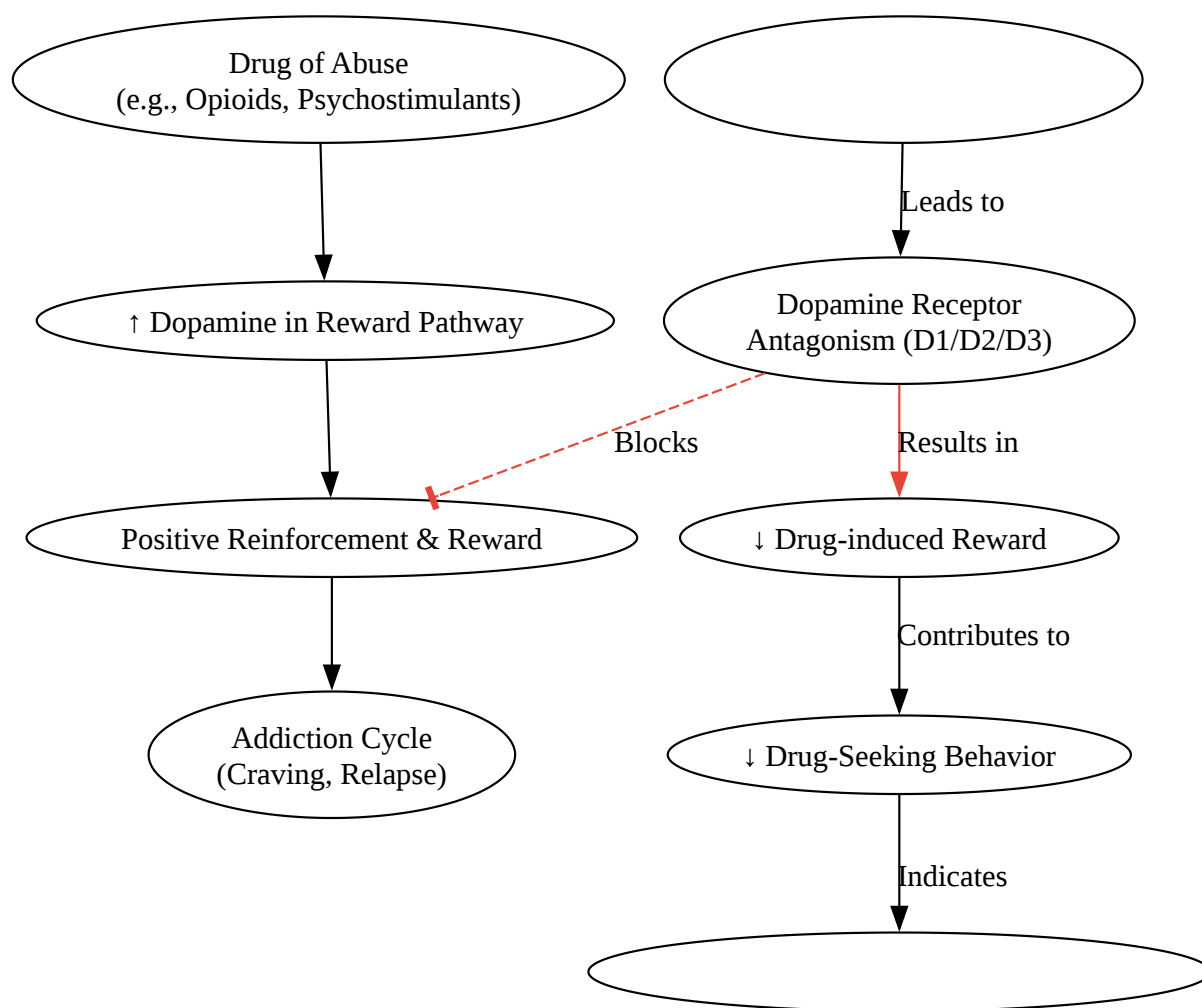 Drug of Abuse
(e.g., Opioids, Psychostimulants)
Leads to
↑ Dopamine in Reward Pathway
Dopamine Receptor
Antagonism (D1/D2/D3)
Blocks
Results in
Positive Reinforcement & Reward
↓ Drug-induced Reward
Contributes to
Addiction Cycle
(Craving, Relapse)
↓ Drug-Seeking Behavior
Indicates